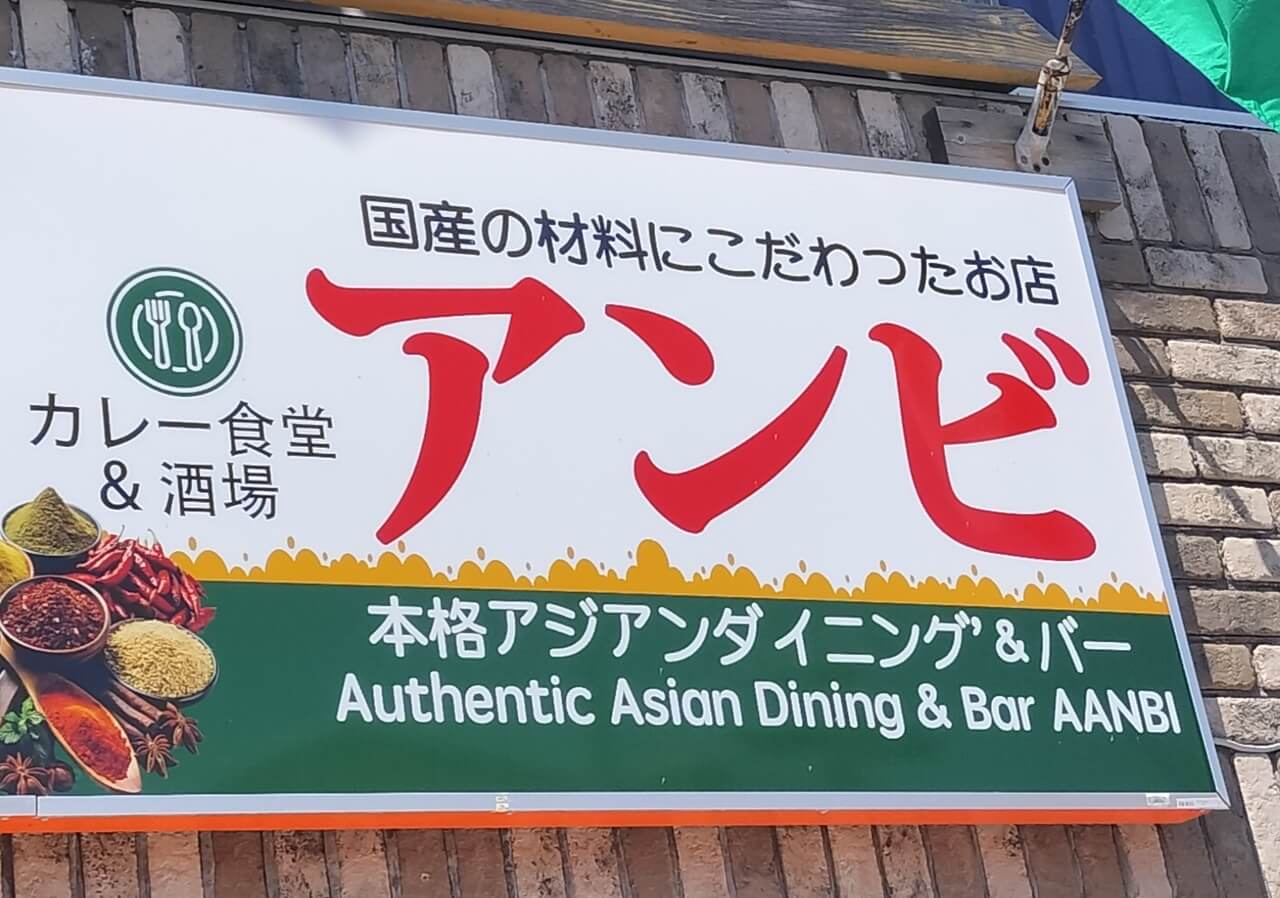 国産の材料にこだわったお店
アンビ
カレー食堂
& 酒場
本格アジアンダイニング’&バー
Authentic Asian Dining & Bar AANBI